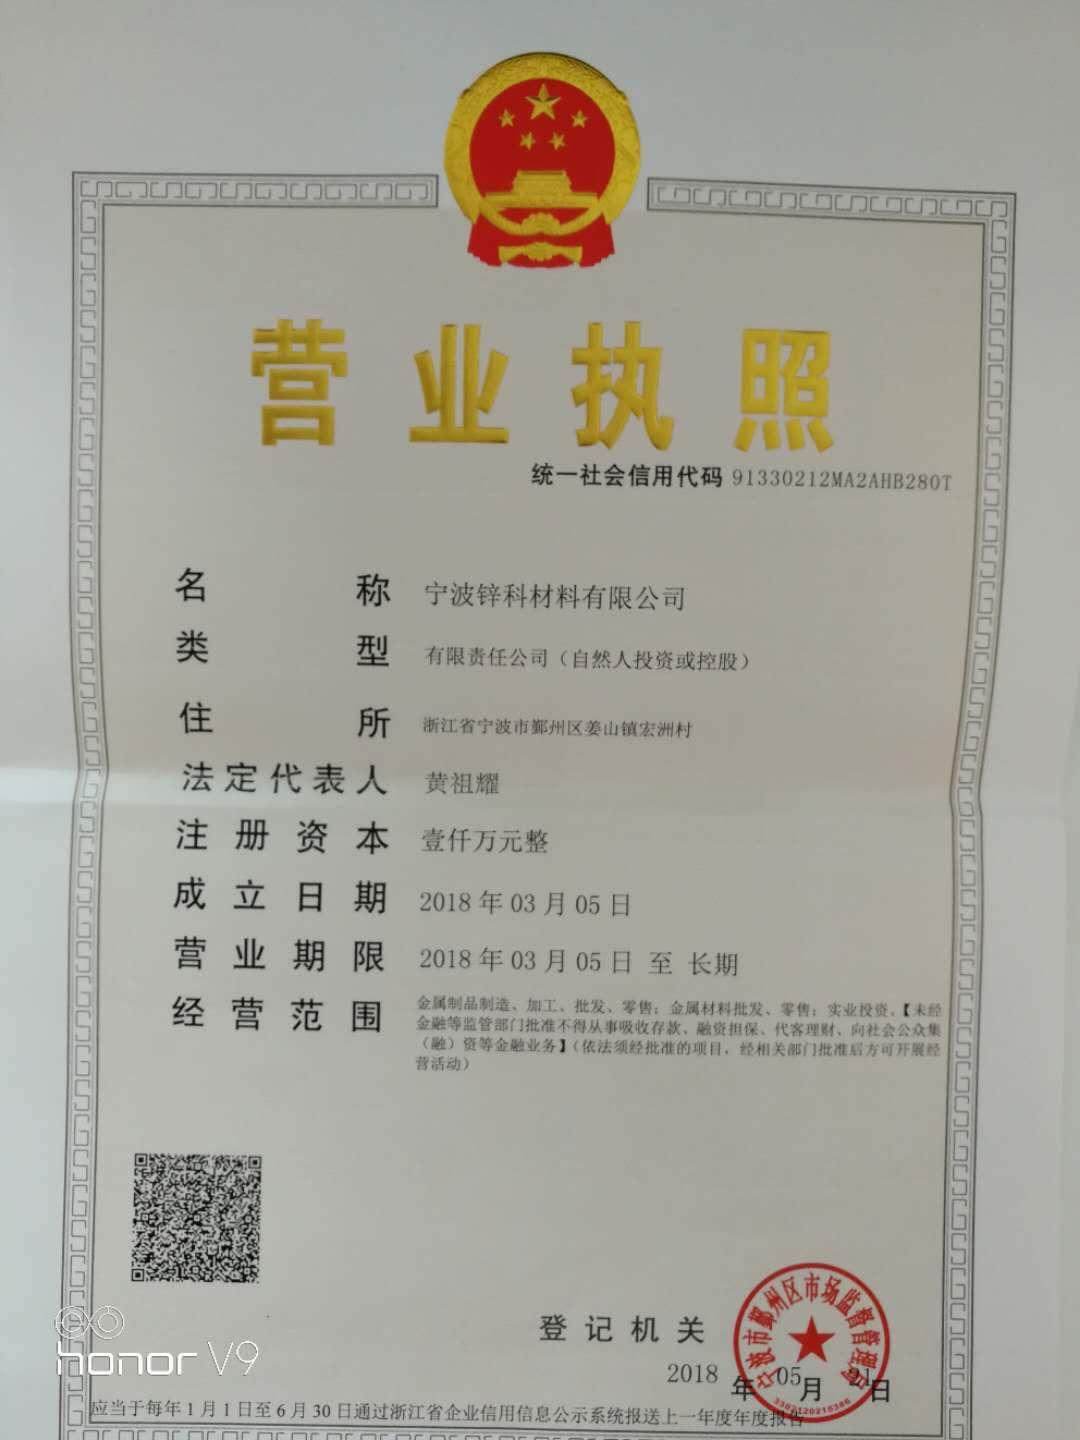 营业执照
统一社会信用代码 91330212MA2AHB280T
名称 宁波锌科材料有限公司
类型 有限责任公司（自然人投资或控股）
住所 浙江省宁波市鄞州区姜山镇宏洲村
法定代表人 黄祖耀
注册资本 壹仟万元整
成立日期 2018年03月05日
营业期限 2018年03月05日 至 长期
经营范围 金属制品制造、加工、批发、零售；金属材料批发、零售；实业投资。【未经
金融等监管部门批准不得从事吸收存款、融资担保、代客理财、向社会公众集
（融）资等金融业务】（依法须经批准的项目，经相关部门批准后方可开展经
营活动）
登记机关
宁波市鄞州区市场监督管理局
2018年05月21日
3302120215386
应当于每年1月1日至6月30日通过浙江省企业信用信息公示系统报送上一年度年度报告
honor V9